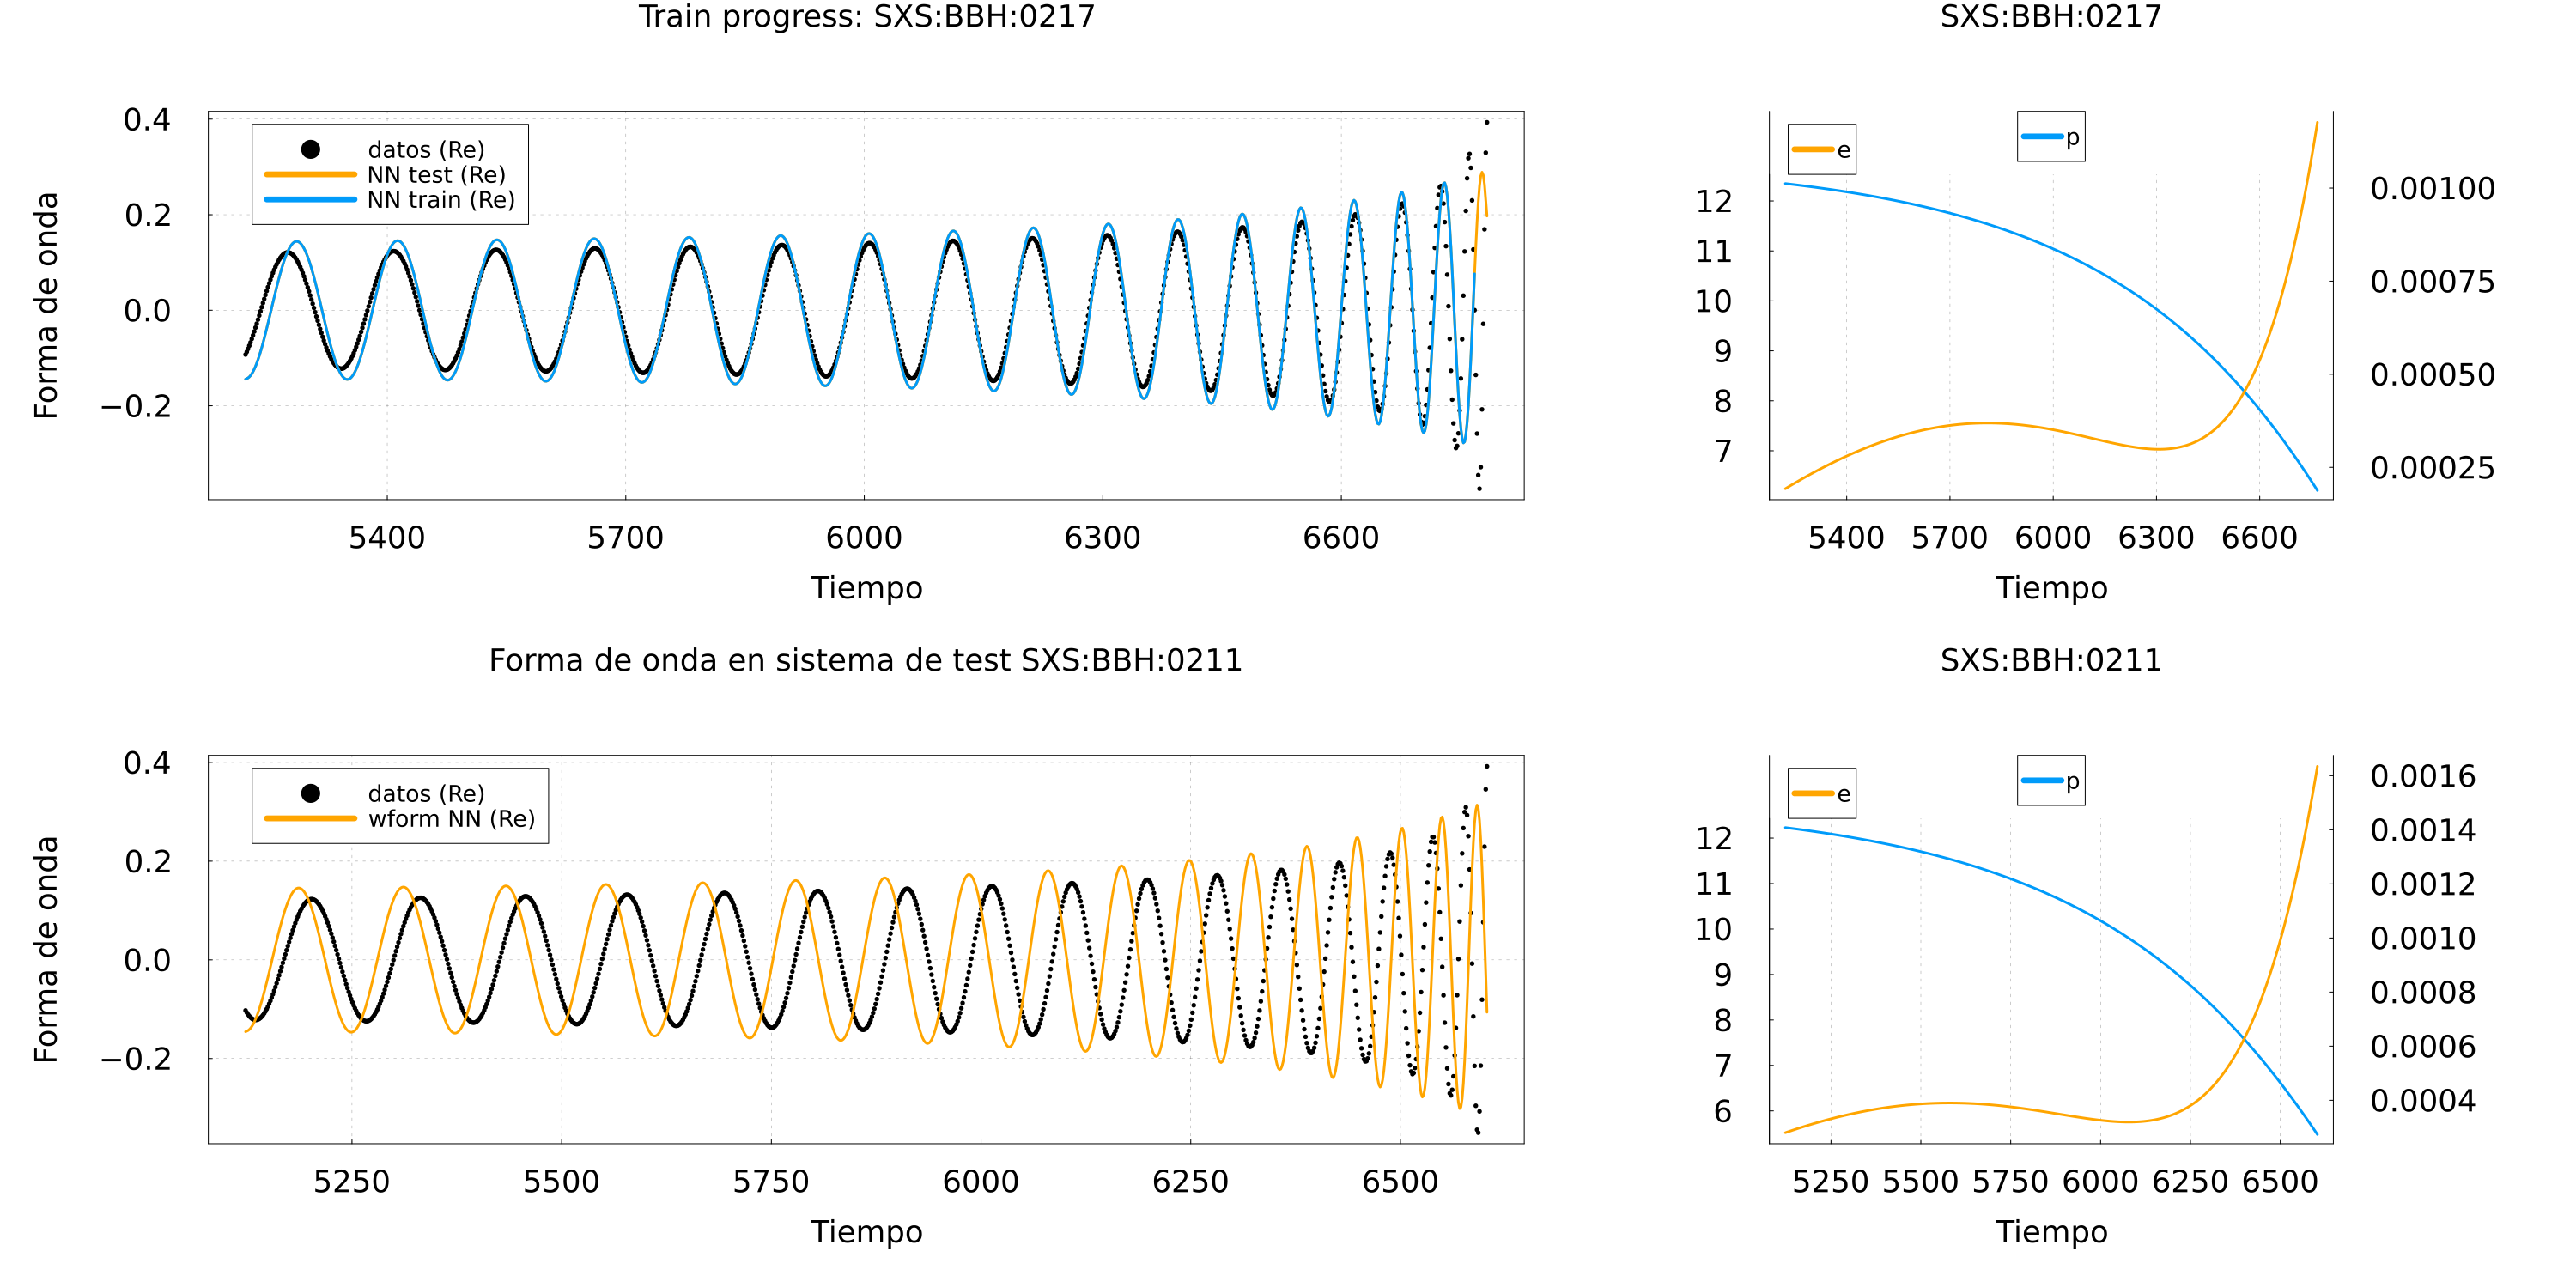 Train progress: SXS:BBH:0217
Forma de onda
0.4
0.2
0.0
−0.2
datos (Re)
NN test (Re)
NN train (Re)
5400 5700 6000 6300 6600
Tiempo
SXS:BBH:0217
e
p
12
11
10
9
8
7
0.00100
0.00075
0.00050
0.00025
5400 5700 6000 6300 6600
Tiempo
Forma de onda en sistema de test SXS:BBH:0211
Forma de onda
0.4
0.2
0.0
−0.2
datos (Re)
wform NN (Re)
5250 5500 5750 6000 6250 6500
Tiempo
SXS:BBH:0211
e
p
12
11
10
9
8
7
6
0.0016
0.0014
0.0012
0.0010
0.0008
0.0006
0.0004
5250 5500 5750 6000 6250 6500
Tiempo